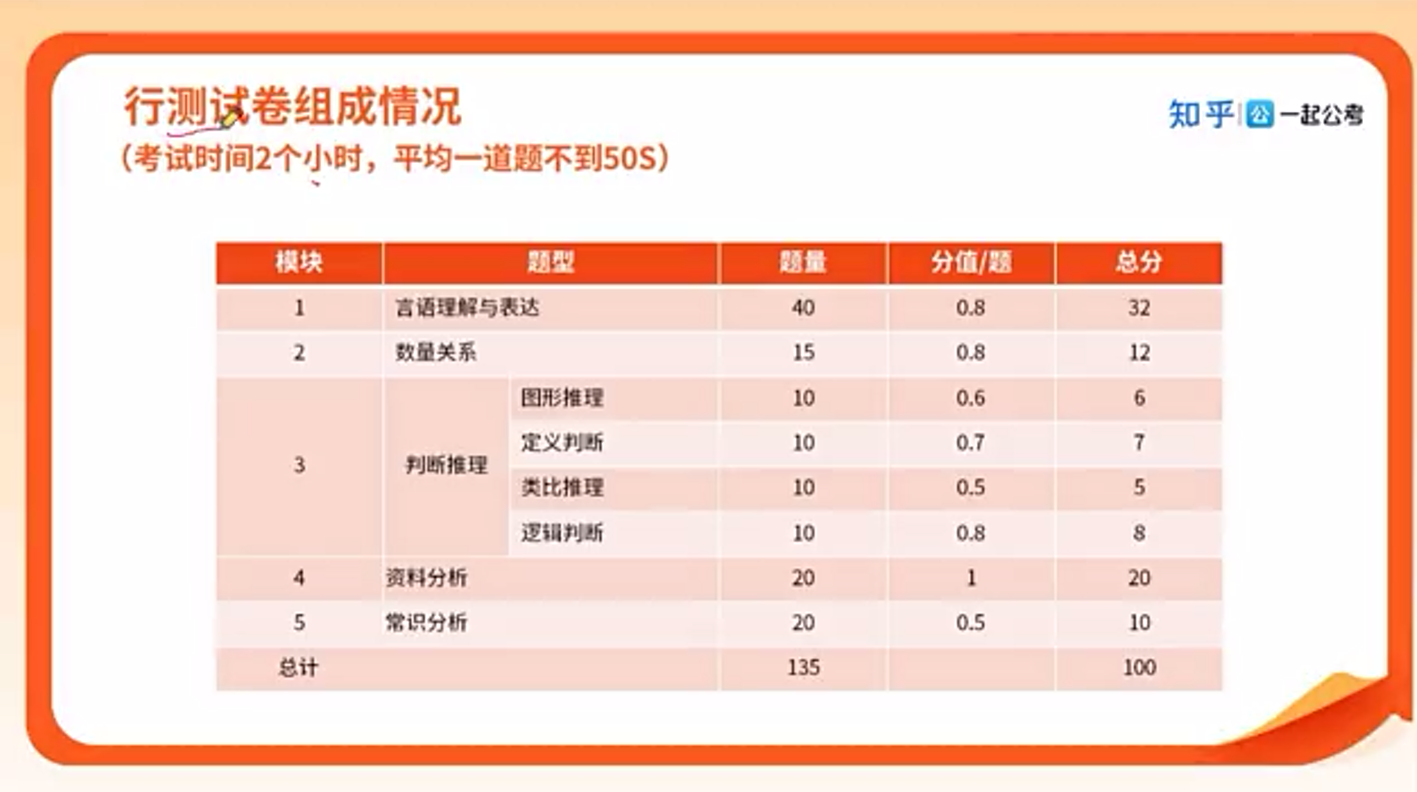 行测试卷组成情况
（考试时间2个小时，平均一道题不到50S）
知乎 公 一起公考
模块 题型 题量 分值/题 总分
1 言语理解与表达 40 0.8 32
2 数量关系 15 0.8 12
3 判断推理 图形推理 10 0.6 6
定义判断 10 0.7 7
类比推理 10 0.5 5
逻辑判断 10 0.8 8
4 资料分析 20 1 20
5 常识分析 20 0.5 10
总计 135 100